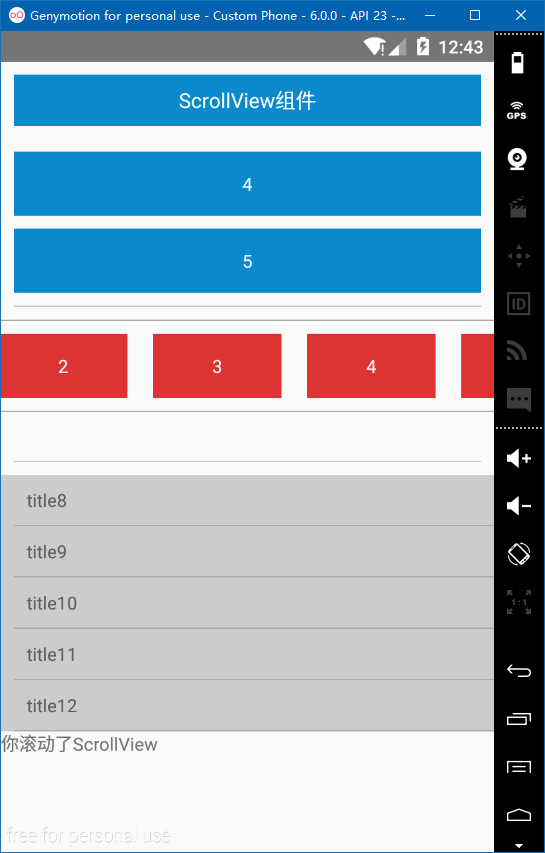 Genymotion for personal use - Custom Phone - 6.0.0 - API 23 -...
12:43
ScrollView组件
4
5
2 3 4
title8
title9
title10
title11
title12
你滚动了ScrollView
free for personal use
GPS
ID
1:1